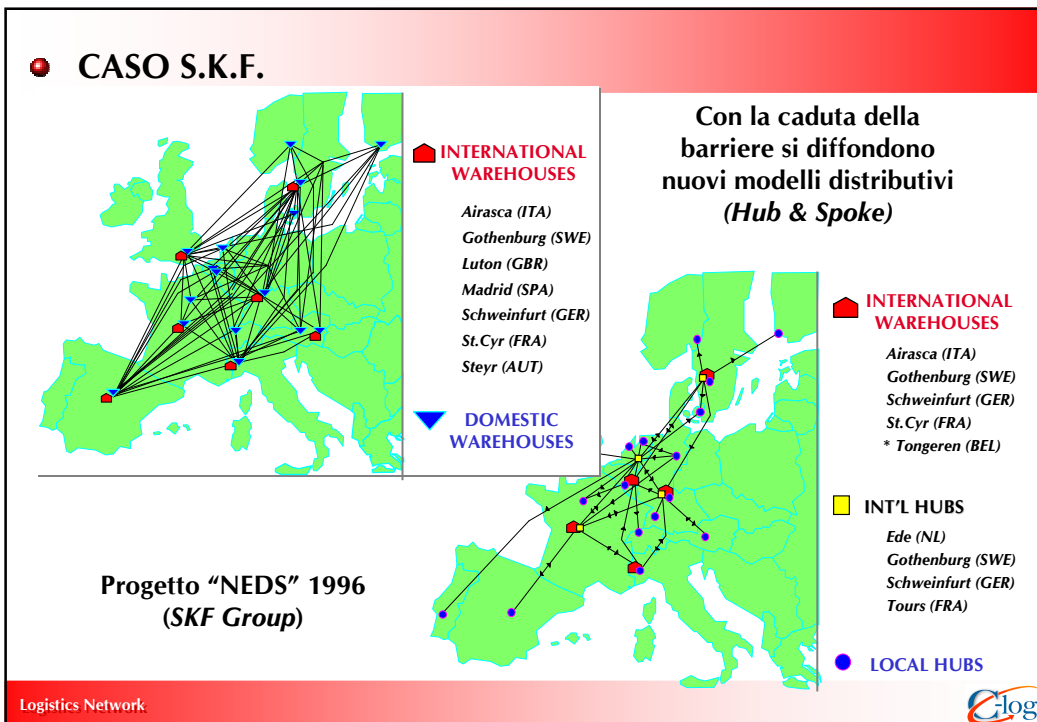 CASO S.K.F.
INTERNATIONAL
WAREHOUSES
Airasca (ITA)
Gothenburg (SWE)
Luton (GBR)
Madrid (SPA)
Schweinfurt (GER)
St.Cyr (FRA)
Steyr (AUT)
DOMESTIC
WAREHOUSES
Con la caduta della
barriere si diffondono
nuovi modelli distributivi
(Hub & Spoke)
INTERNATIONAL
WAREHOUSES
Airasca (ITA)
Gothenburg (SWE)
Schweinfurt (GER)
St.Cyr (FRA)
* Tongeren (BEL)
INT'L HUBS
Ede (NL)
Gothenburg (SWE)
Schweinfurt (GER)
Tours (FRA)
LOCAL HUBS
Progetto “NEDS” 1996
(SKF Group)
Logistics Network
C-log